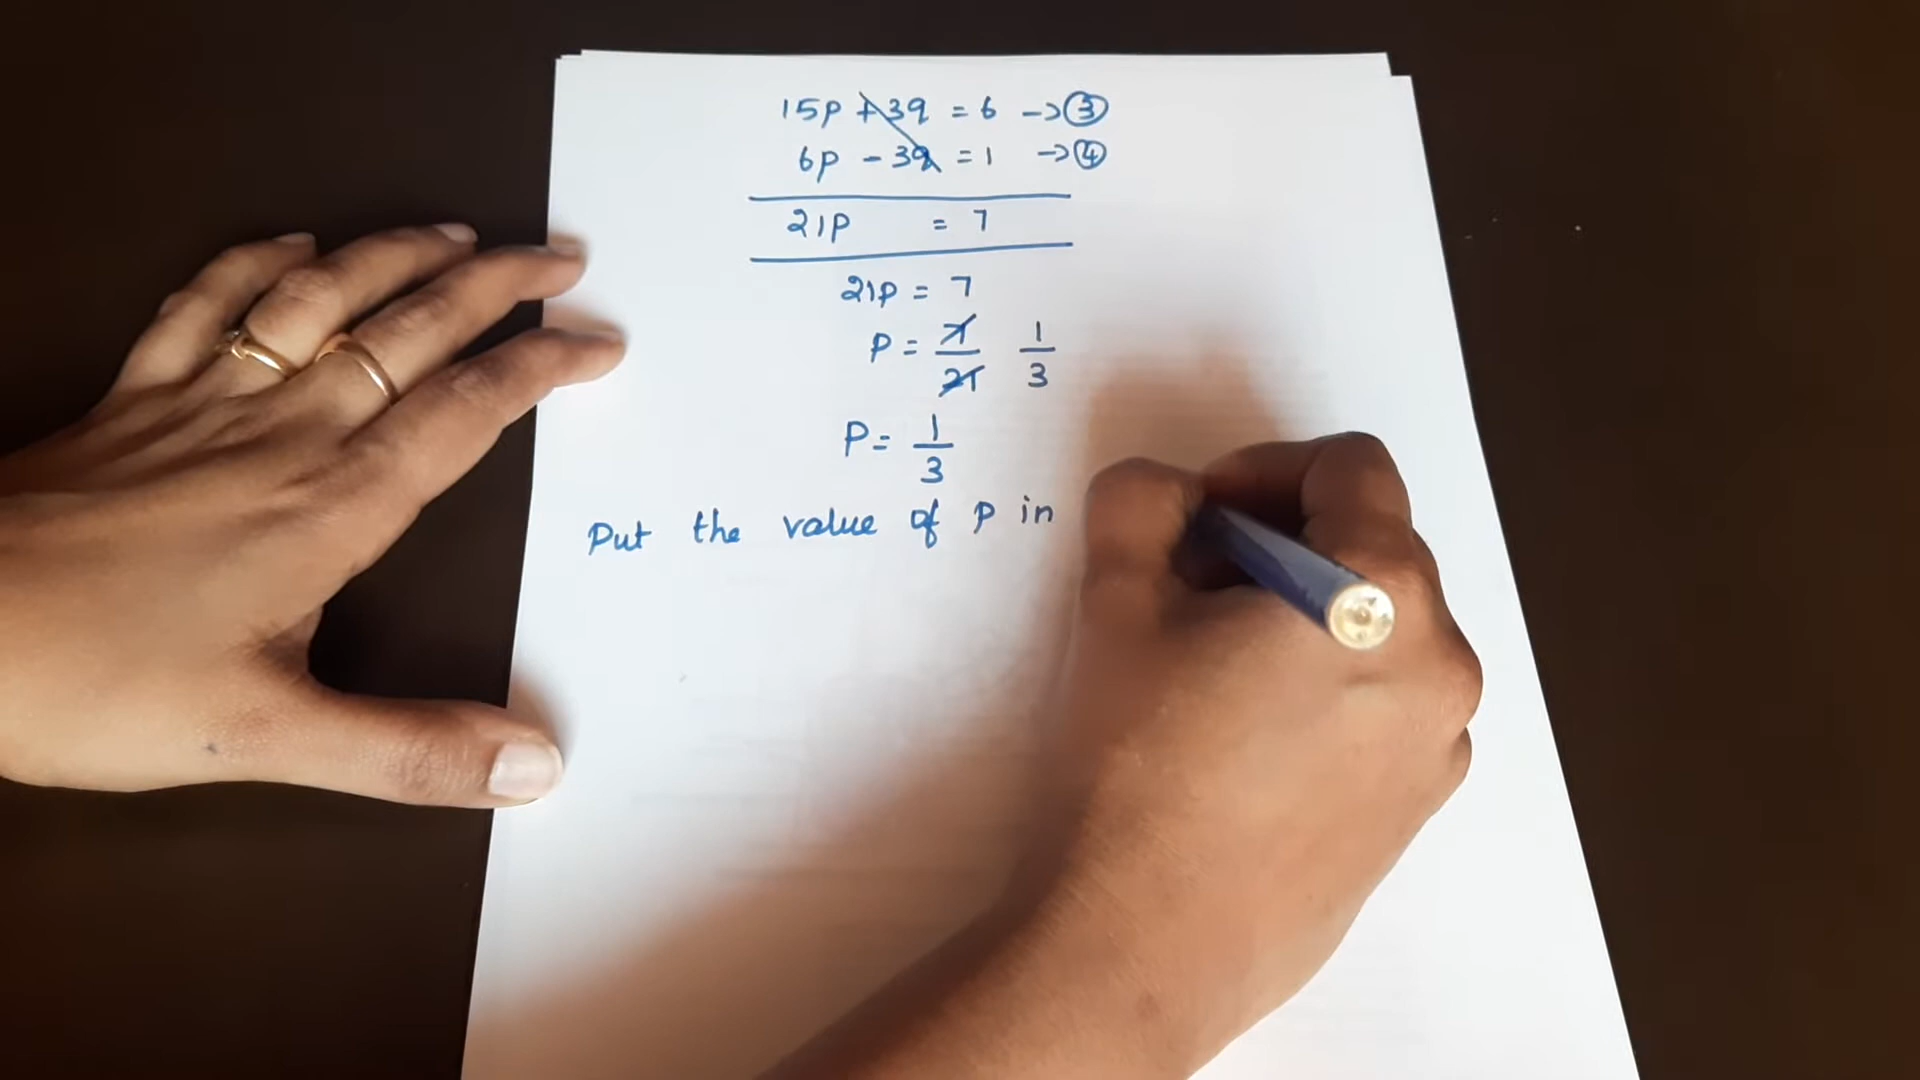 15p + 3q = 6 → ③
6p - 3q = 1 → ④
21p = 7
21p = 7
P = 7/21 1/3
P = 1/3
Put the value of p in